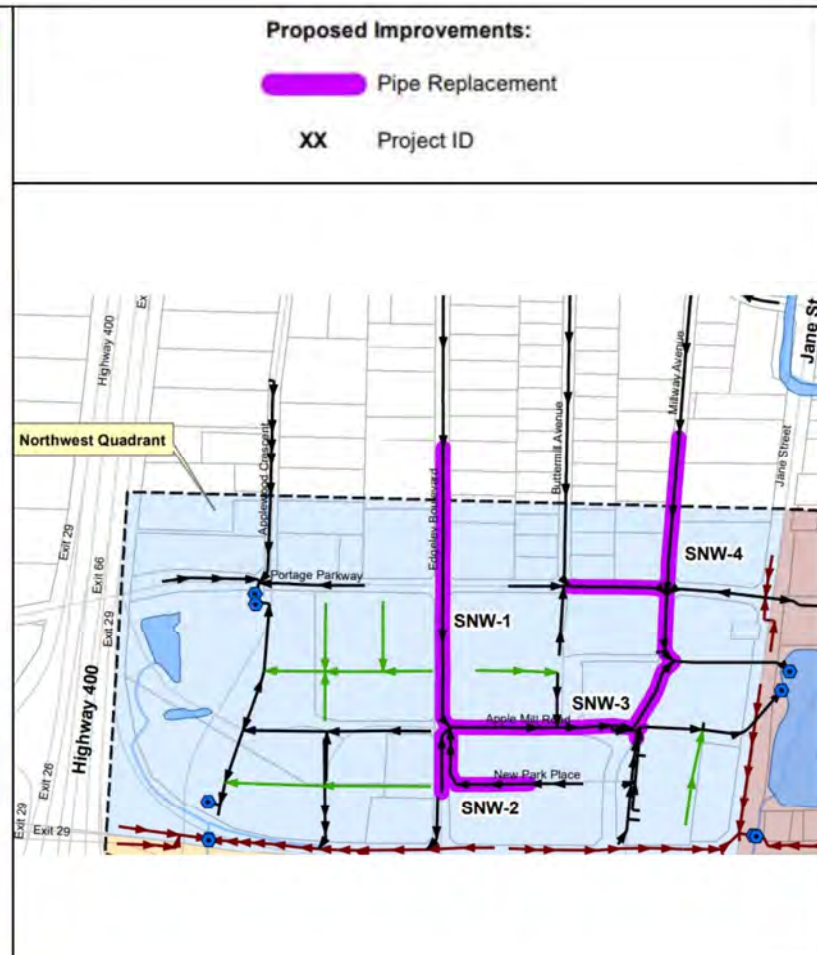 Proposed Improvements:
Pipe Replacement
XX Project ID
Highway 400
Ex
Jane St
Millway Avenue
Buttermill Avenue
Northwest Quadrant
Applewood Crescent
Edgeley Boulevard
Jane Street
Exit 29
Exit 66
SNW-4
Portage Parkway
Exit 29
SNW-1
SNW-3
Highway 400
Apple Mill Road
New Park Place
Exit 26
SNW-2
Exit 29
Exit 29